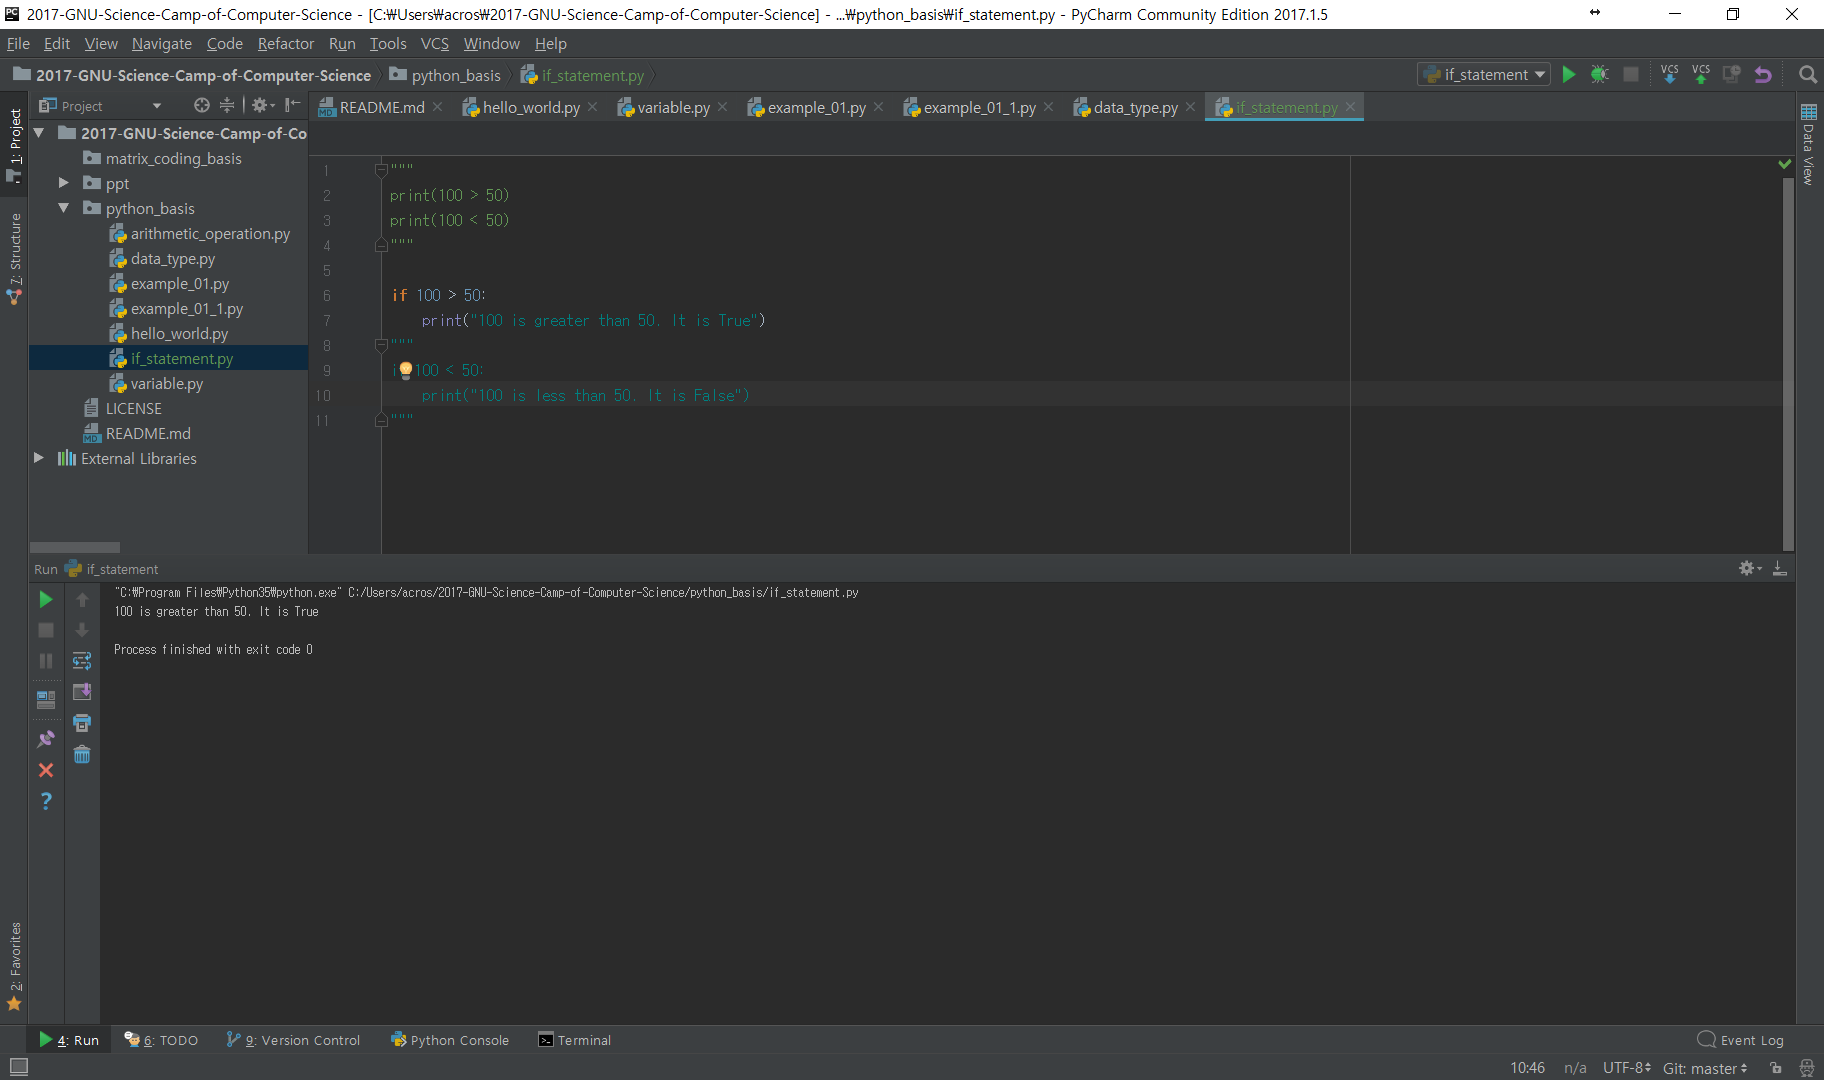 2017-GNU-Science-Camp-of-Computer-Science - [C:₩Users₩acros₩2017-GNU-Science-Camp-of-Computer-Science] - ...₩python_basis₩if_statement.py - PyCharm Community Edition 2017.1.5
File Edit View Navigate Code Refactor Run Tools VCS Window Help
2017-GNU-Science-Camp-of-Computer-Science python_basis if_statement.py
if_statement VCS VCS
Project
README.md hello_world.py variable.py example_01.py example_01_1.py data_type.py if_statement.py
1: Project
Z: Structure
2: Favorites
Data View
2017-GNU-Science-Camp-of-Co
matrix_coding_basis
ppt
python_basis
arithmetic_operation.py
data_type.py
example_01.py
example_01_1.py
hello_world.py
if_statement.py
variable.py
LICENSE
README.md
External Libraries
1 """
2 print(100 > 50)
3 print(100 < 50)
4 """
5
6 if 100 > 50:
7 print("100 is greater than 50. It is True")
8 """
9 i 100 < 50:
10 print("100 is less than 50. It is False")
11 """
Run if_statement
"C:₩Program Files₩Python35₩python.exe" C:/Users/acros/2017-GNU-Science-Camp-of-Computer-Science/python_basis/if_statement.py
100 is greater than 50. It is True
Process finished with exit code 0
4: Run 6: TODO 9: Version Control Python Console Terminal Event Log
10:46 n/a UTF-8 Git: master